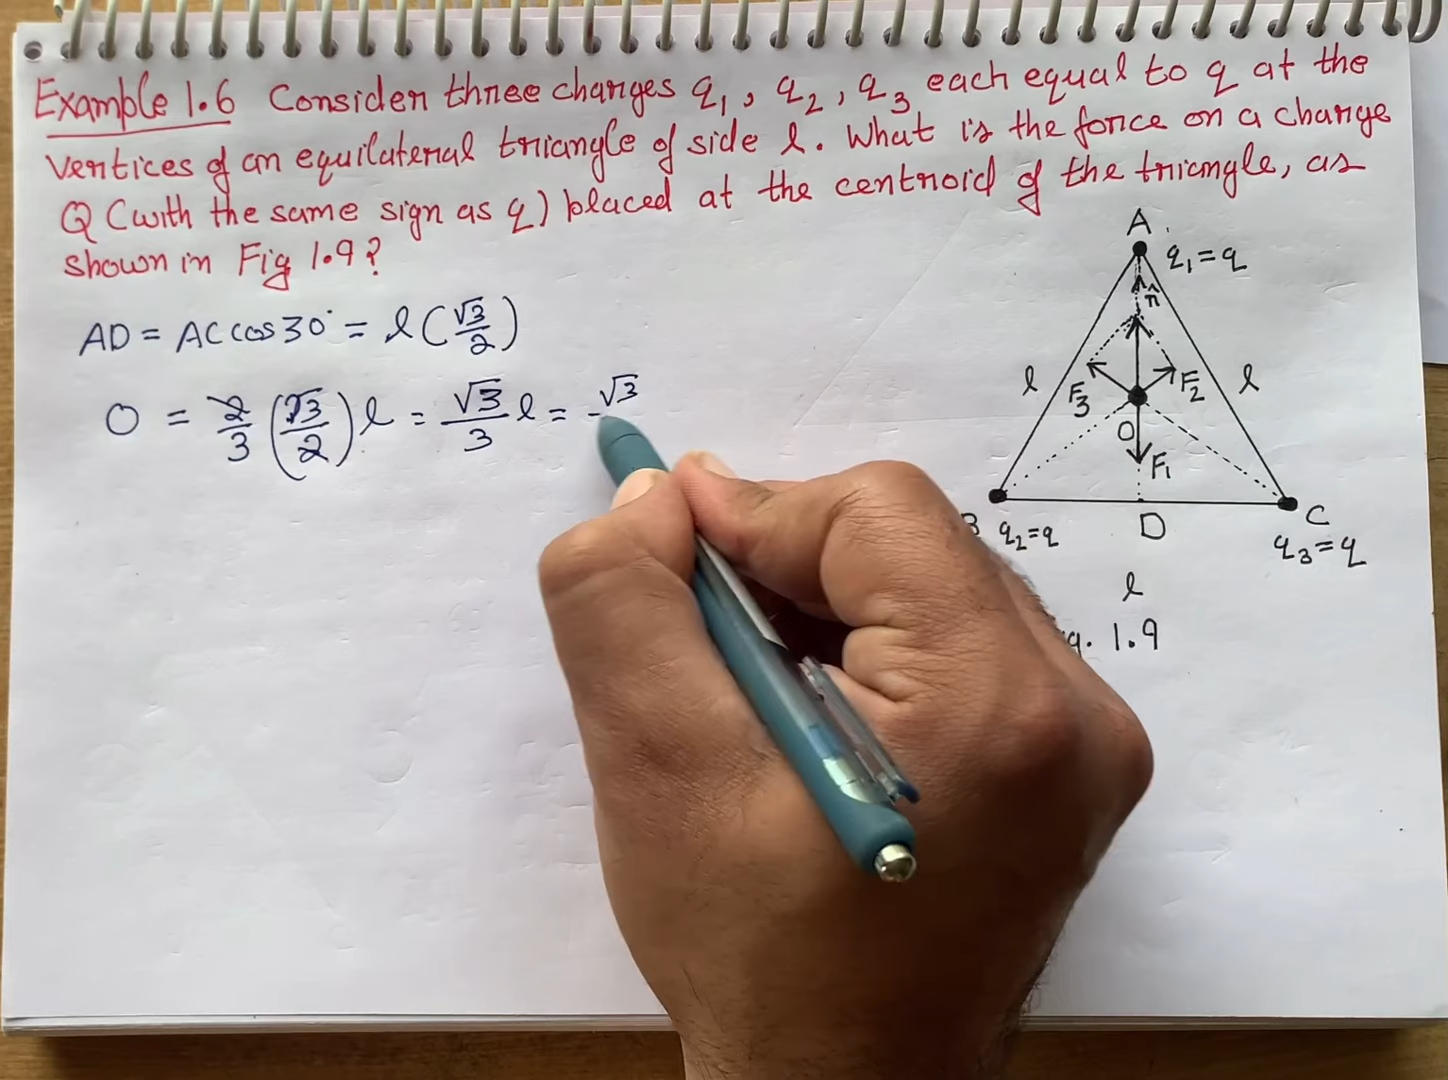 Example 1.6 Consider three charges q₁, q₂, q₃ each equal to q at the
vertices of an equilateral triangle of side l. What is the force on a charge
Q (with the same sign as q) placed at the centroid of the triangle, as
shown in Fig 1.9?
AD = AC cos 30° = l (√3/2)
O = 2/3 (√3/2) l = √3/3 l = √3
A
q₁ = q
n̂
l
l
F₃
F₂
O
F₁
B
q₂ = q
D
C
q₃ = q
l
1.9